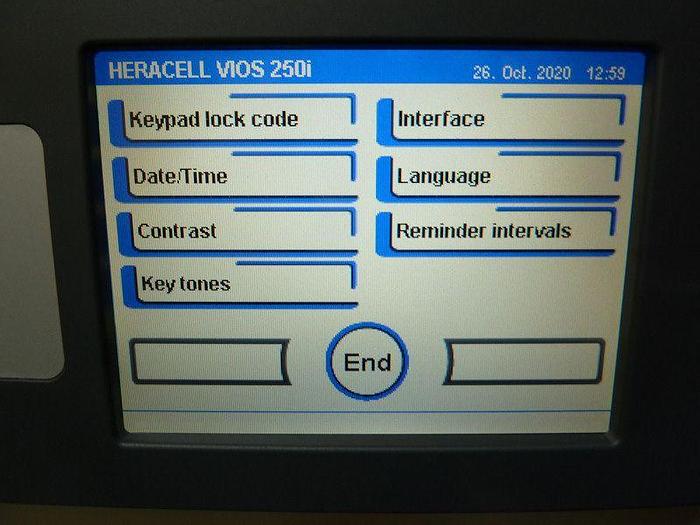 HERACELL VIOS 250i 26. Oct. 2020 12:59
Keypad lock code
Interface
Date/Time
Language
Contrast
Reminder intervals
Key tones
End